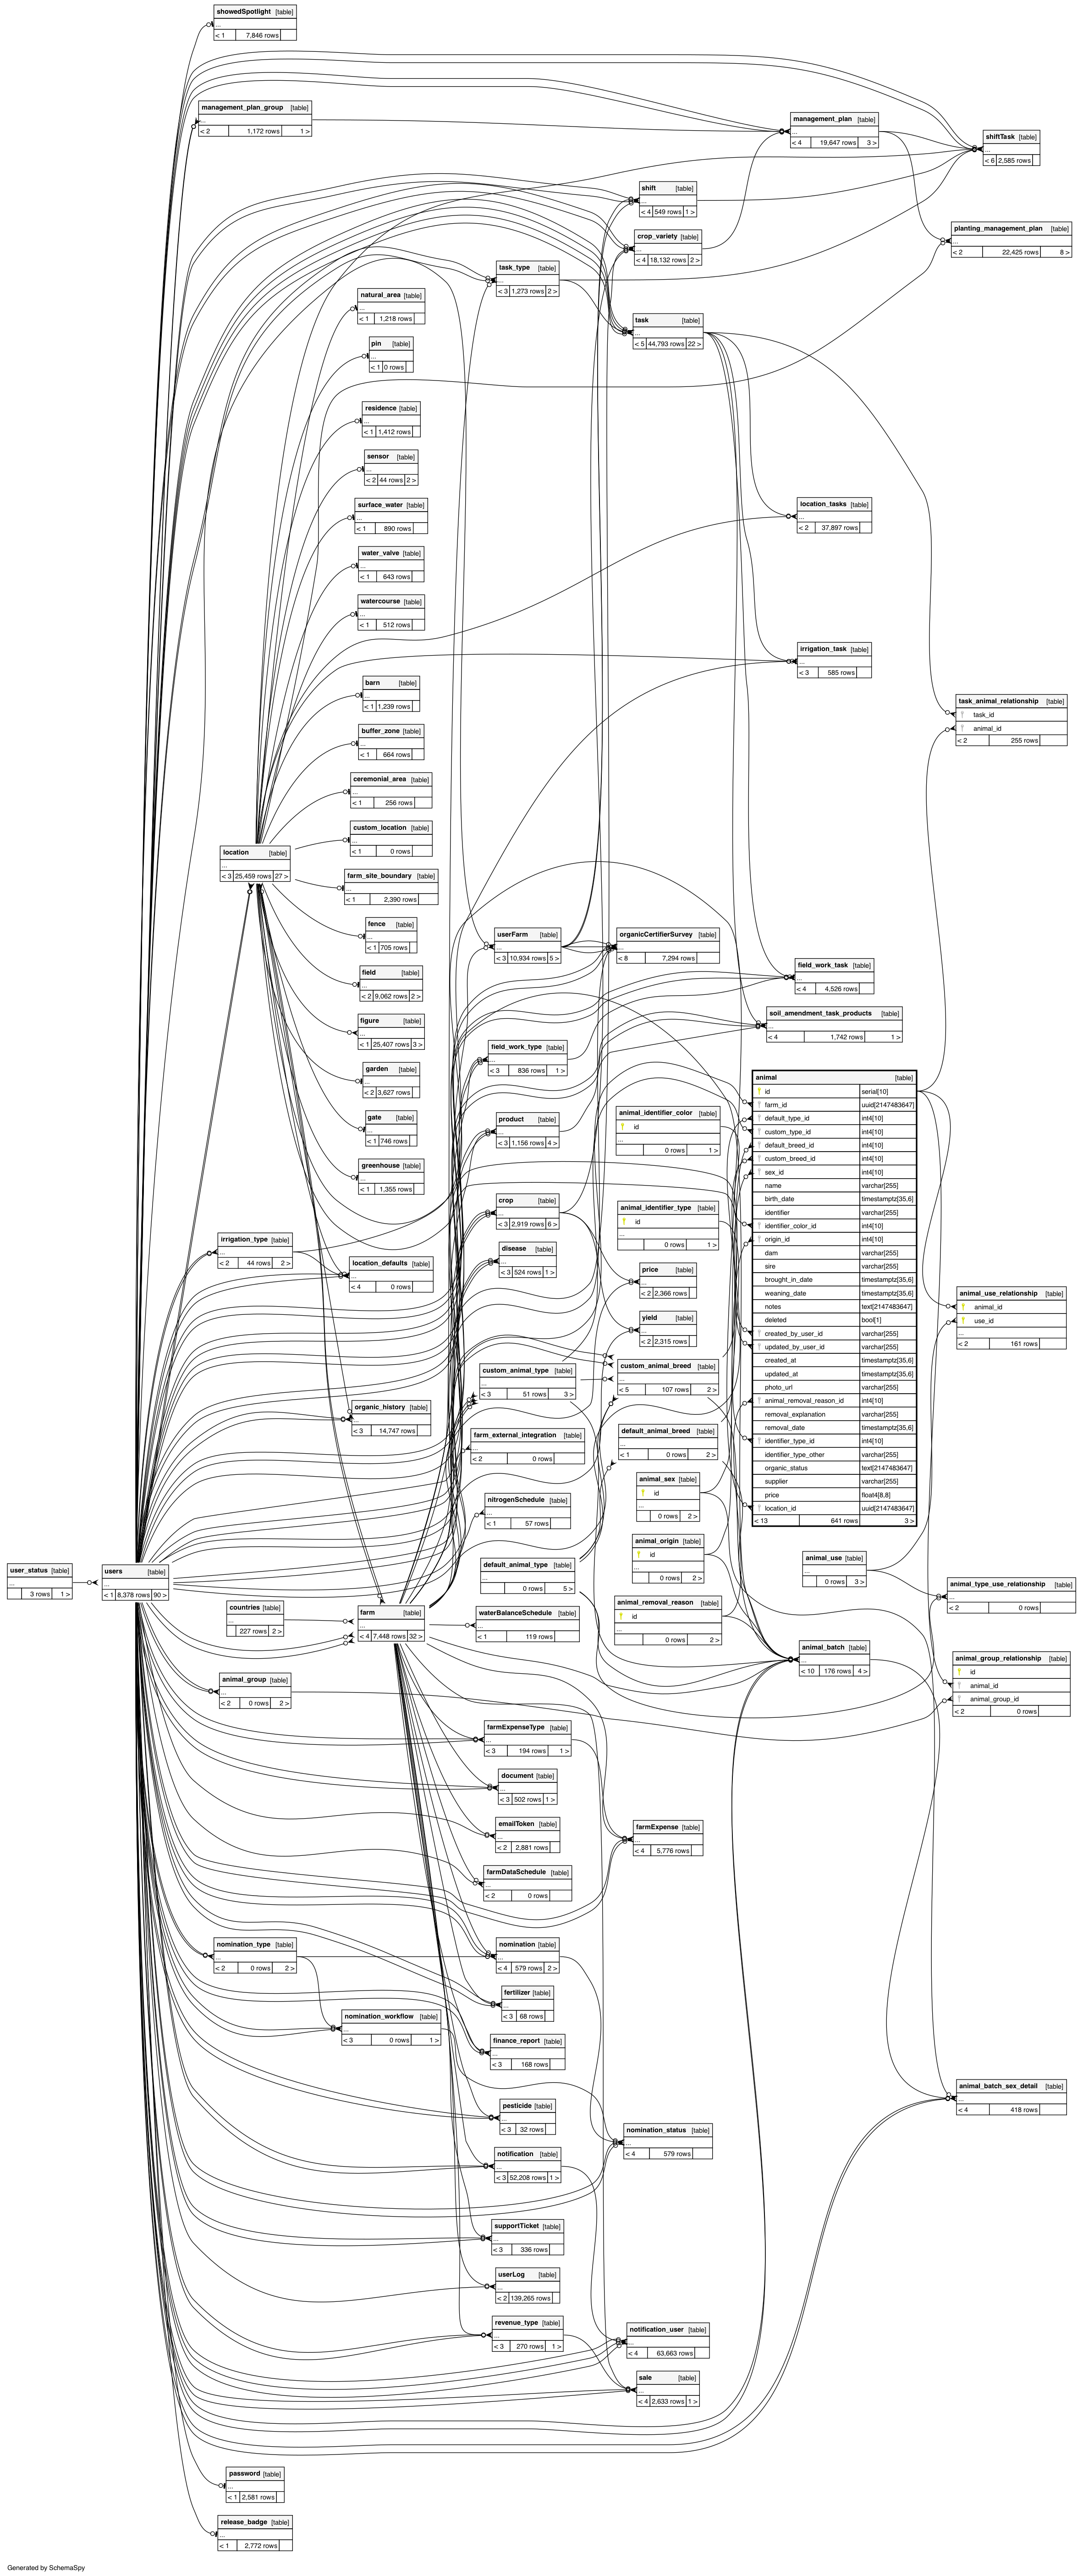 showedSpotlight [table]
...
< 1 7,846 rows
management_plan_group [table]
...
< 2 1,172 rows 1 >
management_plan [table]
...
< 4 19,647 rows 3 >
shiftTask [table]
...
< 6 2,585 rows
shift [table]
...
< 4 549 rows 1 >
crop_variety [table]
...
< 4 18,132 rows 2 >
planting_management_plan [table]
...
< 2 22,425 rows 8 >
task_type [table]
...
< 3 1,273 rows 2 >
natural_area [table]
...
< 1 1,218 rows
task [table]
...
< 5 44,793 rows 22 >
pin [table]
...
< 1 0 rows
residence [table]
...
< 1 1,412 rows
sensor [table]
...
< 2 44 rows 2 >
surface_water [table]
...
< 1 890 rows
location_tasks [table]
...
< 2 37,897 rows
water_valve [table]
...
< 1 643 rows
watercourse [table]
...
< 1 512 rows
irrigation_task [table]
...
< 3 585 rows
barn [table]
...
< 1 1,239 rows
task_animal_relationship [table]
task_id
animal_id
< 2 255 rows
buffer_zone [table]
...
< 1 664 rows
ceremonial_area [table]
...
< 1 256 rows
custom_location [table]
...
< 1 0 rows
location [table]
...
< 3 25,459 rows 27 >
farm_site_boundary [table]
...
< 1 2,390 rows
fence [table]
...
< 1 705 rows
userFarm [table]
...
< 3 10,934 rows 5 >
organicCertifierSurvey [table]
...
< 8 7,294 rows
field [table]
...
< 2 9,062 rows 2 >
field_work_task [table]
...
< 4 4,526 rows
figure [table]
...
< 1 25,407 rows 3 >
soil_amendment_task_products [table]
...
< 4 1,742 rows 1 >
field_work_type [table]
...
< 3 836 rows 1 >
garden [table]
...
< 2 3,627 rows
gate [table]
...
< 1 746 rows
product [table]
...
< 3 1,156 rows 4 >
animal_identifier_color [table]
id
...
0 rows 1 >
greenhouse [table]
...
< 1 1,355 rows
animal [table]
id serial[10]
farm_id uuid[2147483647]
default_type_id int4[10]
custom_type_id int4[10]
default_breed_id int4[10]
custom_breed_id int4[10]
sex_id int4[10]
name varchar[255]
birth_date timestamptz[35,6]
identifier varchar[255]
identifier_color_id int4[10]
origin_id int4[10]
dam varchar[255]
sire varchar[255]
brought_in_date timestamptz[35,6]
weaning_date timestamptz[35,6]
notes text[2147483647]
deleted bool[1]
created_by_user_id varchar[255]
updated_by_user_id varchar[255]
created_at timestamptz[35,6]
updated_at timestamptz[35,6]
photo_url varchar[255]
animal_removal_reason_id int4[10]
removal_explanation varchar[255]
removal_date timestamptz[35,6]
identifier_type_id int4[10]
identifier_type_other varchar[255]
organic_status text[2147483647]
supplier varchar[255]
price float4[8,8]
location_id uuid[2147483647]
< 13 641 rows 3 >
crop [table]
...
< 3 2,919 rows 6 >
animal_identifier_type [table]
id
...
0 rows 1 >
irrigation_type [table]
...
< 2 44 rows 2 >
disease [table]
...
< 3 524 rows 1 >
location_defaults [table]
...
< 4 0 rows
price [table]
...
< 2 2,366 rows
animal_use_relationship [table]
animal_id
use_id
...
< 2 161 rows
yield [table]
...
< 2 2,315 rows
custom_animal_type [table]
...
< 3 51 rows 3 >
custom_animal_breed [table]
...
< 5 107 rows 2 >
organic_history [table]
...
< 3 14,747 rows
default_animal_breed [table]
...
< 1 0 rows 2 >
farm_external_integration [table]
...
< 2 0 rows
animal_sex [table]
id
...
0 rows 2 >
nitrogenSchedule [table]
...
< 1 57 rows
animal_origin [table]
id
...
0 rows 2 >
user_status [table]
...
3 rows 1 >
users [table]
...
< 1 8,378 rows 90 >
default_animal_type [table]
...
0 rows 5 >
animal_use [table]
...
0 rows 3 >
animal_type_use_relationship [table]
...
< 2 0 rows
countries [table]
...
227 rows 2 >
farm [table]
...
< 4 7,448 rows 32 >
waterBalanceSchedule [table]
...
< 1 119 rows
animal_removal_reason [table]
id
...
0 rows 2 >
animal_batch [table]
...
< 10 176 rows 4 >
animal_group_relationship [table]
id
animal_id
animal_group_id
< 2 0 rows
animal_group [table]
...
< 2 0 rows 2 >
farmExpenseType [table]
...
< 3 194 rows 1 >
document [table]
...
< 3 502 rows 1 >
emailToken [table]
...
< 2 2,881 rows
farmExpense [table]
...
< 4 5,776 rows
farmDataSchedule [table]
...
< 2 0 rows
nomination_type [table]
...
< 2 0 rows 2 >
nomination [table]
...
< 4 579 rows 2 >
fertilizer [table]
...
< 3 68 rows
nomination_workflow [table]
...
< 3 0 rows 1 >
finance_report [table]
...
< 3 168 rows
animal_batch_sex_detail [table]
...
< 4 418 rows
pesticide [table]
...
< 3 32 rows
nomination_status [table]
...
< 4 579 rows
notification [table]
...
< 3 52,208 rows 1 >
supportTicket [table]
...
< 3 336 rows
userLog [table]
...
< 2 139,265 rows
revenue_type [table]
...
< 3 270 rows 1 >
notification_user [table]
...
< 4 63,663 rows
sale [table]
...
< 4 2,633 rows 1 >
password [table]
...
< 1 2,581 rows
release_badge [table]
...
< 1 2,772 rows
Generated by SchemaSpy